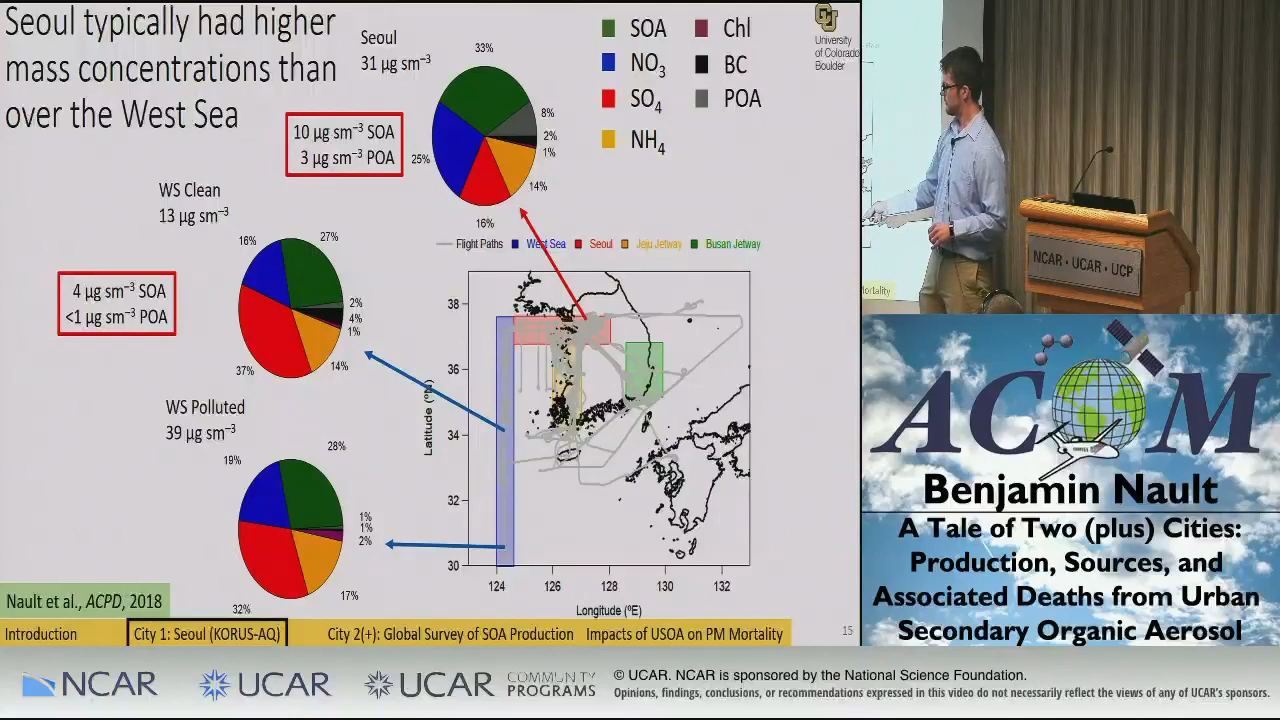 Seoul typically had higher
mass concentrations than
over the West Sea
Seoul
31 µg sm⁻³
33%
8%
2%
1%
14%
16%
25%
10 µg sm⁻³ SOA
3 µg sm⁻³ POA
SOA
NO₃
SO₄
NH₄
Chl
BC
POA
University
of Colorado
Boulder
WS Clean
13 µg sm⁻³
16%
27%
2%
4%
1%
14%
37%
4 µg sm⁻³ SOA
<1 µg sm⁻³ POA
WS Polluted
39 µg sm⁻³
19%
28%
1%
1%
2%
17%
32%
Flight Paths West Sea Seoul Jeju Jetway Busan Jetway
38
36
34
32
30
Latitude (°N)
124 126 128 130 132
Longitude (°E)
Nault et al., ACPD, 2018
Introduction City 1: Seoul (KORUS-AQ) City 2(+): Global Survey of SOA Production Impacts of USOA on PM Mortality
15
ortality
NCAR • UCAR • UCP
ACOM
Benjamin Nault
A Tale of Two (plus) Cities:
Production, Sources, and
Associated Deaths from Urban
Secondary Organic Aerosol
NCAR UCAR UCAR COMMUNITY PROGRAMS
© UCAR. NCAR is sponsored by the National Science Foundation.
Opinions, findings, conclusions, or recommendations expressed in this video do not necessarily reflect the views of any of UCAR's sponsors.